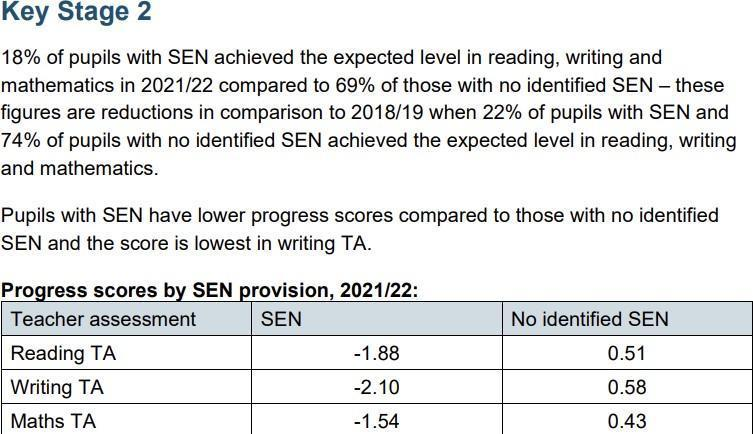 Key Stage 2
18% of pupils with SEN achieved the expected level in reading, writing and
mathematics in 2021/22 compared to 69% of those with no identified SEN – these
figures are reductions in comparison to 2018/19 when 22% of pupils with SEN and
74% of pupils with no identified SEN achieved the expected level in reading, writing
and mathematics.
Pupils with SEN have lower progress scores compared to those with no identified
SEN and the score is lowest in writing TA.
Progress scores by SEN provision, 2021/22:
Teacher assessment SEN No identified SEN
Reading TA -1.88 0.51
Writing TA -2.10 0.58
Maths TA -1.54 0.43